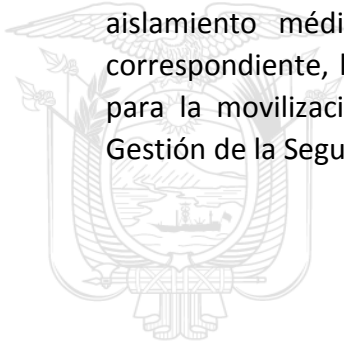 aislamiento médi
correspondiente, l
para la movilizaci
Gestión de la Segu